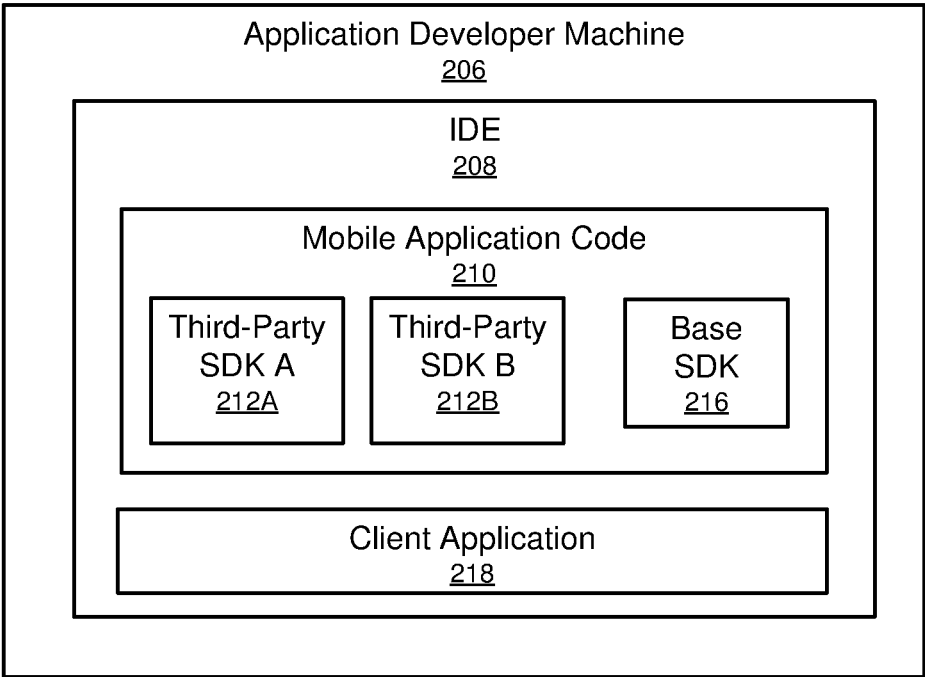 Application Developer Machine
206
IDE
208
Mobile Application Code
210
Third-Party
SDK A
212A
Third-Party
SDK B
212B
Base
SDK
216
Client Application
218